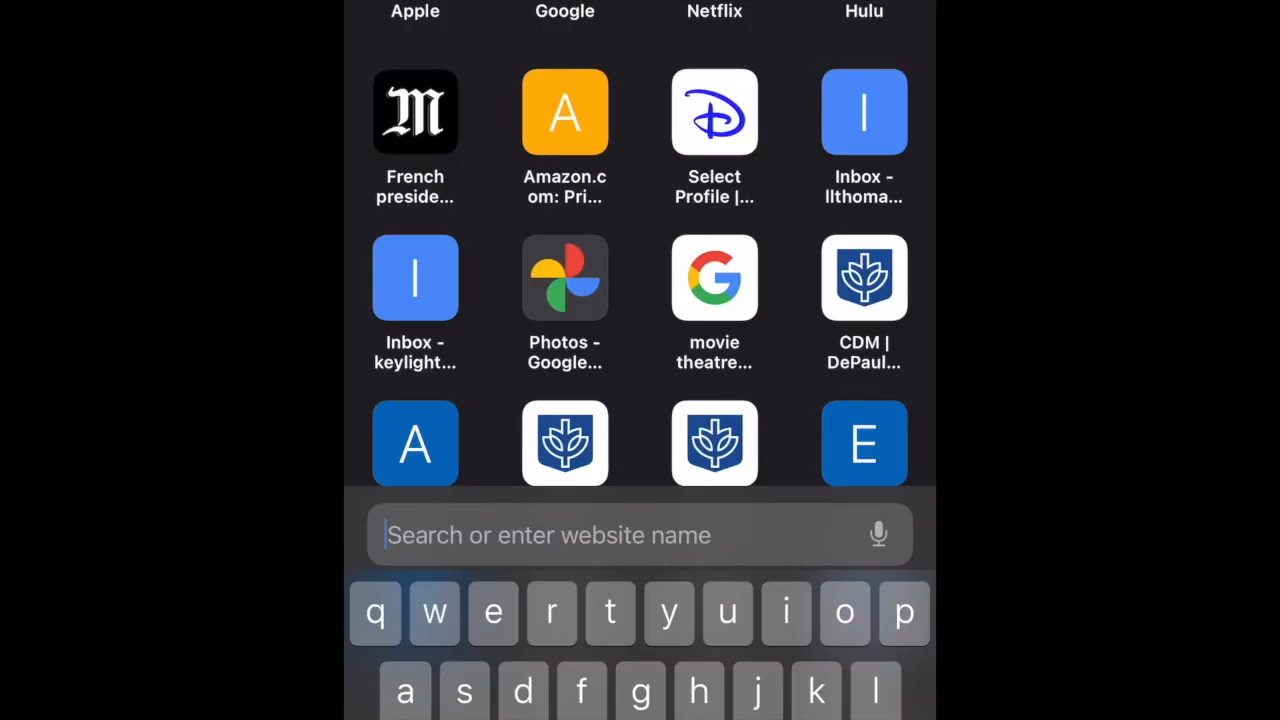 Apple Google Netflix Hulu
M A D I
French
preside...
Amazon.c
om: Pri...
Select
Profile |...
Inbox -
llthoma...
I G
Inbox -
keylight...
Photos -
Google...
movie
theatre...
CDM |
DePaul...
A E
Search or enter website name
q w e r t y u i o p
a s d f g h j k l